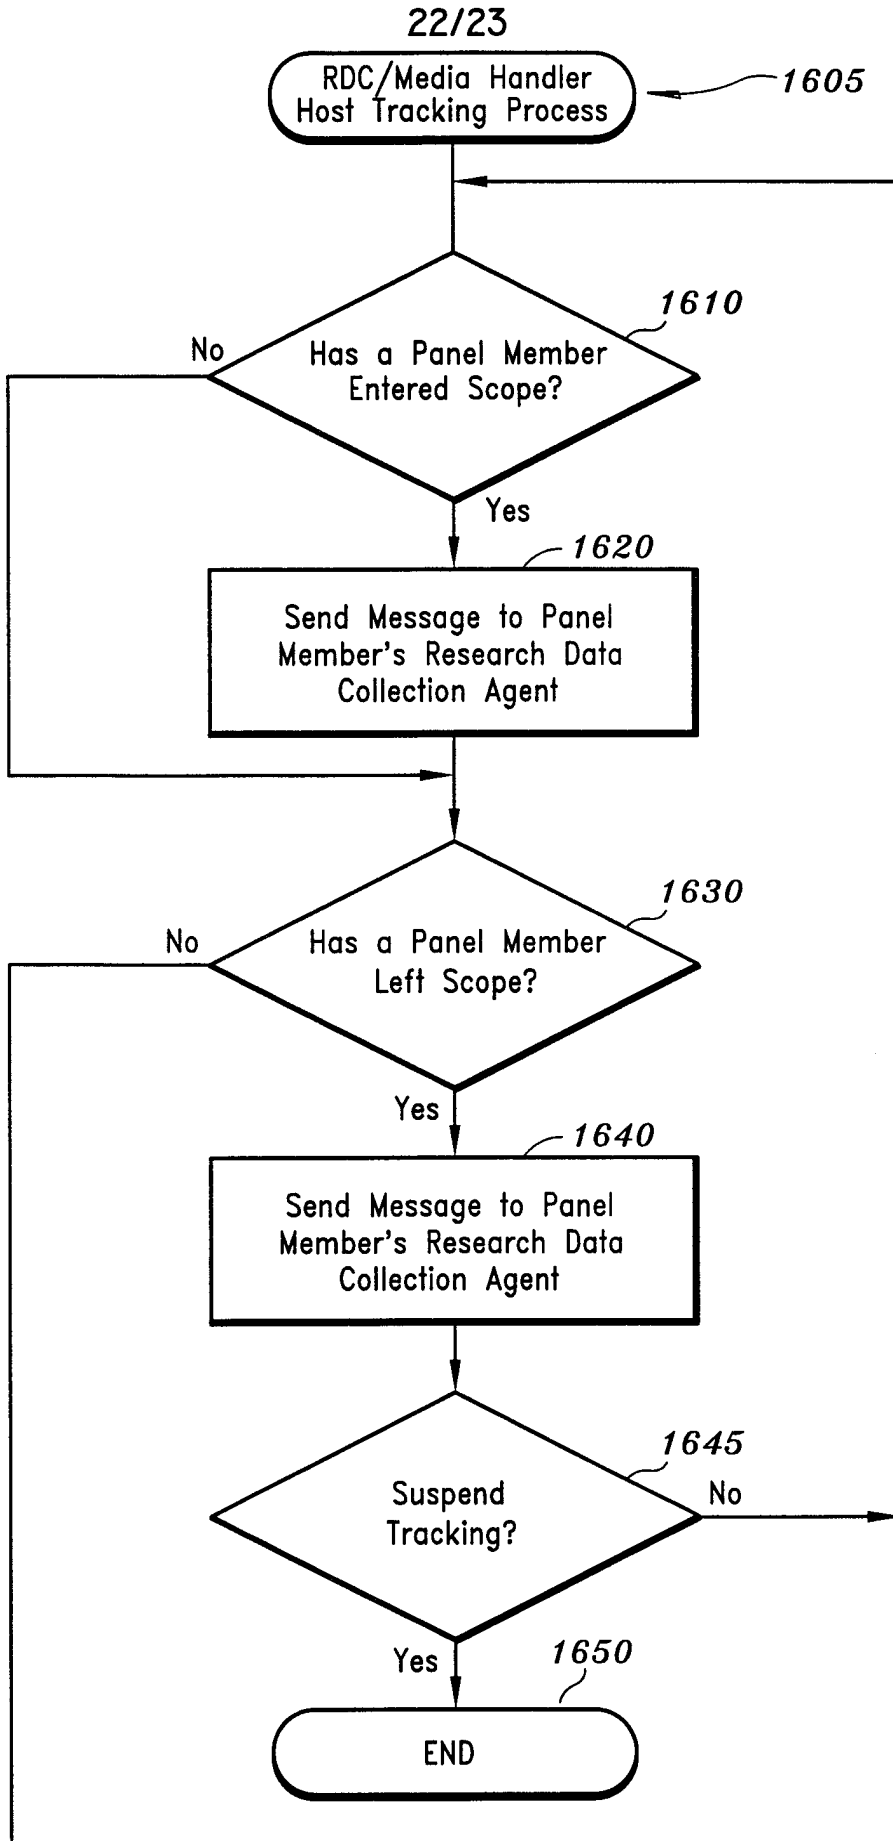 22/23
RDC/Media Handler
Host Tracking Process
1605
1610
No
Has a Panel Member
Entered Scope?
Yes
1620
Send Message to Panel
Member's Research Data
Collection Agent
1630
No
Has a Panel Member
Left Scope?
Yes
1640
Send Message to Panel
Member's Research Data
Collection Agent
1645
No
Suspend
Tracking?
Yes
1650
END